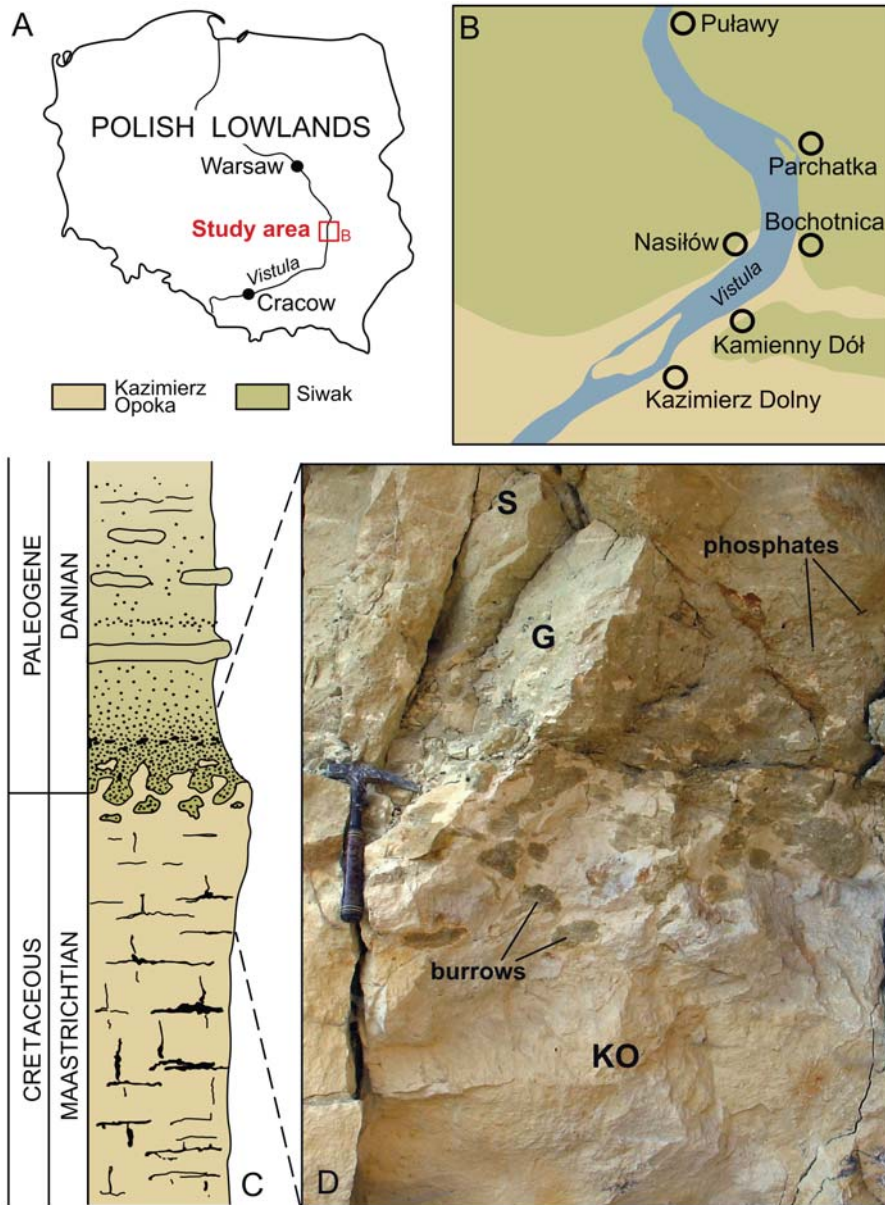 A
POLISH LOWLANDS
Warsaw
Study area
B
Vistula
Cracow
Kazimierz
Opoka
Siwak
B
Puławy
Parchatka
Bochotnica
Nasiłów
Vistula
Kamienny Dół
Kazimierz Dolny
PALEOGENE
DANIAN
CRETACEOUS
MAASTRICHTIAN
C
S
phosphates
G
burrows
KO
D